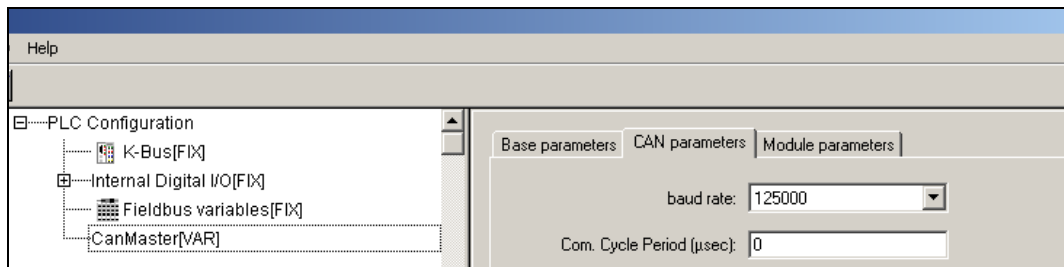 Help
PLC Configuration
K-Bus[FIX]
Internal Digital I/O[FIX]
Fieldbus variables[FIX]
CanMaster[VAR]
Base parameters CAN parameters Module parameters
baud rate: 125000
Com. Cycle Period (µsec): 0